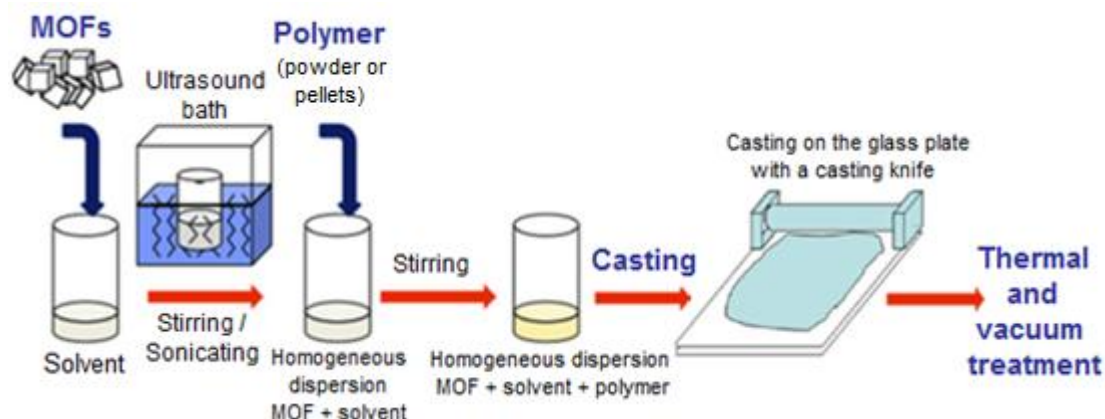 MOFs
Ultrasound
bath
Polymer
(powder or
pellets)
Solvent
Stirring /
Sonicating
Homogeneous
dispersion
MOF + solvent
Stirring
Homogeneous dispersion
MOF + solvent + polymer
Casting
Casting on the glass plate
with a casting knife
Thermal
and
vacuum
treatment